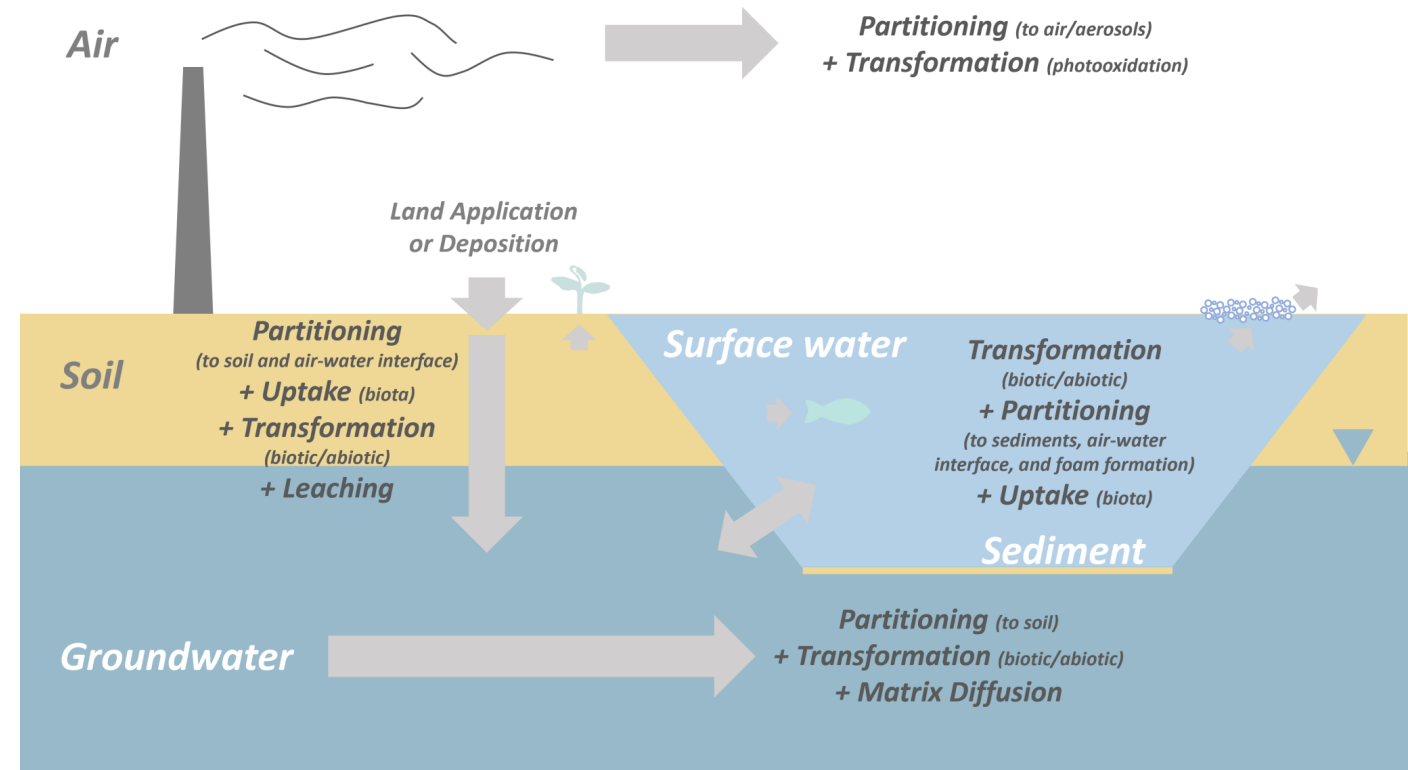 Air
Partitioning (to air/aerosols)
+ Transformation (photooxidation)
Land Application
or Deposition
Soil
Partitioning
(to soil and air-water interface)
+ Uptake (biota)
+ Transformation
(biotic/abiotic)
+ Leaching
Surface water
Transformation
(biotic/abiotic)
+ Partitioning
(to sediments, air-water
interface, and foam formation)
+ Uptake (biota)
Sediment
Groundwater
Partitioning (to soil)
+ Transformation (biotic/abiotic)
+ Matrix Diffusion